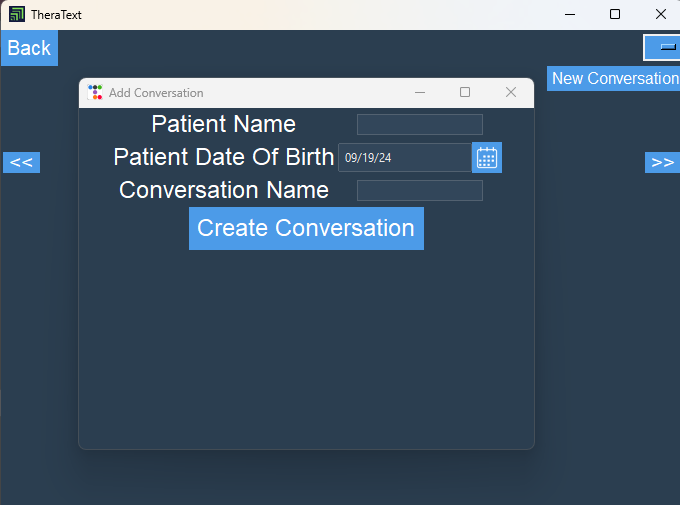 TheraText
Back
New Conversation
Add Conversation
Patient Name
<<
Patient Date Of Birth 09/19/24
>>
Conversation Name
Create Conversation